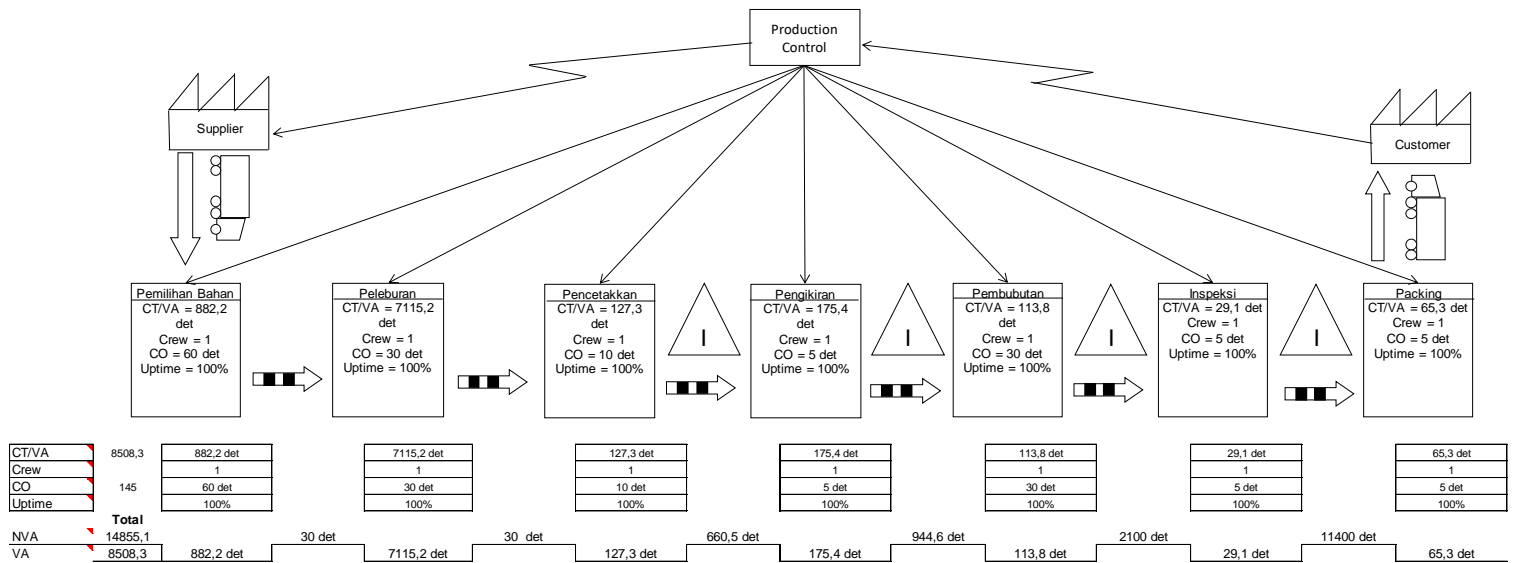 Production
Control
Supplier
Customer
Pemilihan Bahan
CT/VA = 882,2
det
Crew = 1
CO = 60 det
Uptime = 100%
Peleburan
CT/VA = 7115,2
det
Crew = 1
CO = 30 det
Uptime = 100%
Pencetakkan
CT/VA = 127,3
det
Crew = 1
CO = 10 det
Uptime = 100%
I
Pengikiran
CT/VA = 175,4
det
Crew = 1
CO = 5 det
Uptime = 100%
I
Pembubutan
CT/VA = 113,8
det
Crew = 1
CO = 30 det
Uptime = 100%
I
Inspeksi
CT/VA = 29,1 det
Crew = 1
CO = 5 det
Uptime = 100%
I
Packing
CT/VA = 65,3 det
Crew = 1
CO = 5 det
Uptime = 100%
CT/VA 8508,3 882,2 det 7115,2 det 127,3 det 175,4 det 113,8 det 29,1 det 65,3 det
Crew 1 1 1 1 1 1 1
CO 145 60 det 30 det 10 det 5 det 30 det 5 det 5 det
Uptime 100% 100% 100% 100% 100% 100% 100%
Total
NVA 14855,1 30 det 30 det 660,5 det 944,6 det 2100 det 11400 det
VA 8508,3 882,2 det 7115,2 det 127,3 det 175,4 det 113,8 det 29,1 det 65,3 det